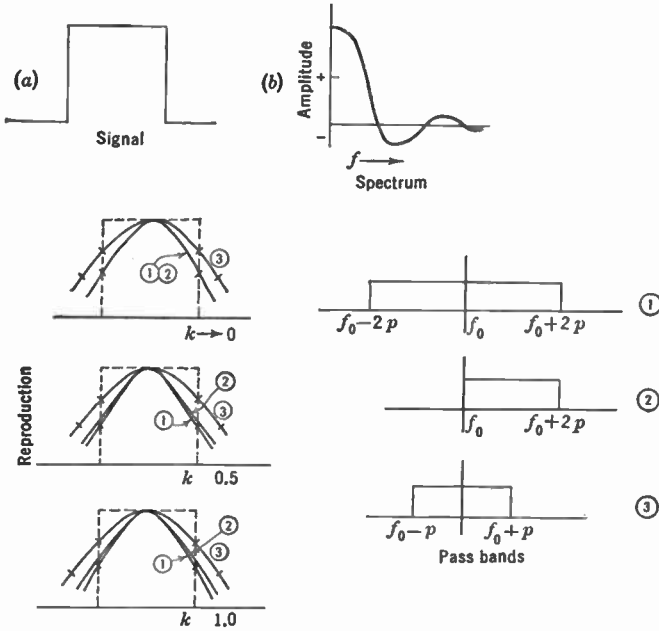 (a)
Signal
(b)
Amplitude
+
−
f
Spectrum
Reproduction
1 2
3
k → 0
2
3
1
k 0.5
2
3
1
k 1.0
f₀−2p
f₀
f₀+2p
1
f₀
f₀+2p
2
f₀−p
f₀+p
3
Pass bands